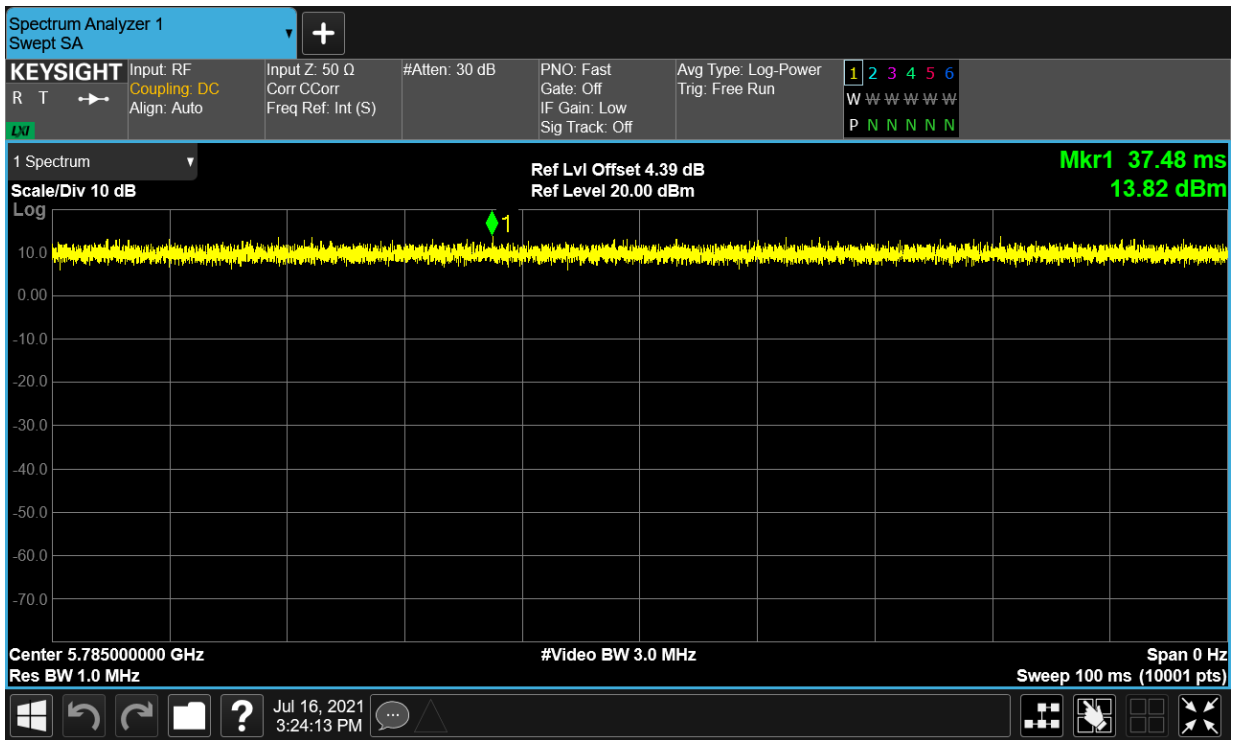 Spectrum Analyzer 1
Swept SA
+
KEYSIGHT
R T
LXI
Input: RF
Coupling: DC
Align: Auto
Input Z: 50 Ω
Corr CCorr
Freq Ref: Int (S)
#Atten: 30 dB
PNO: Fast
Gate: Off
IF Gain: Low
Sig Track: Off
Avg Type: Log-Power
Trig: Free Run
1 2 3 4 5 6
W W W W W W
P N N N N N
1 Spectrum
Scale/Div 10 dB
Ref Lvl Offset 4.39 dB
Ref Level 20.00 dBm
Mkr1 37.48 ms
13.82 dBm
Log
1
10.0
0.00
-10.0
-20.0
-30.0
-40.0
-50.0
-60.0
-70.0
Center 5.785000000 GHz
#Video BW 3.0 MHz
Span 0 Hz
Res BW 1.0 MHz
Sweep 100 ms (10001 pts)
?
Jul 16, 2021
3:24:13 PM